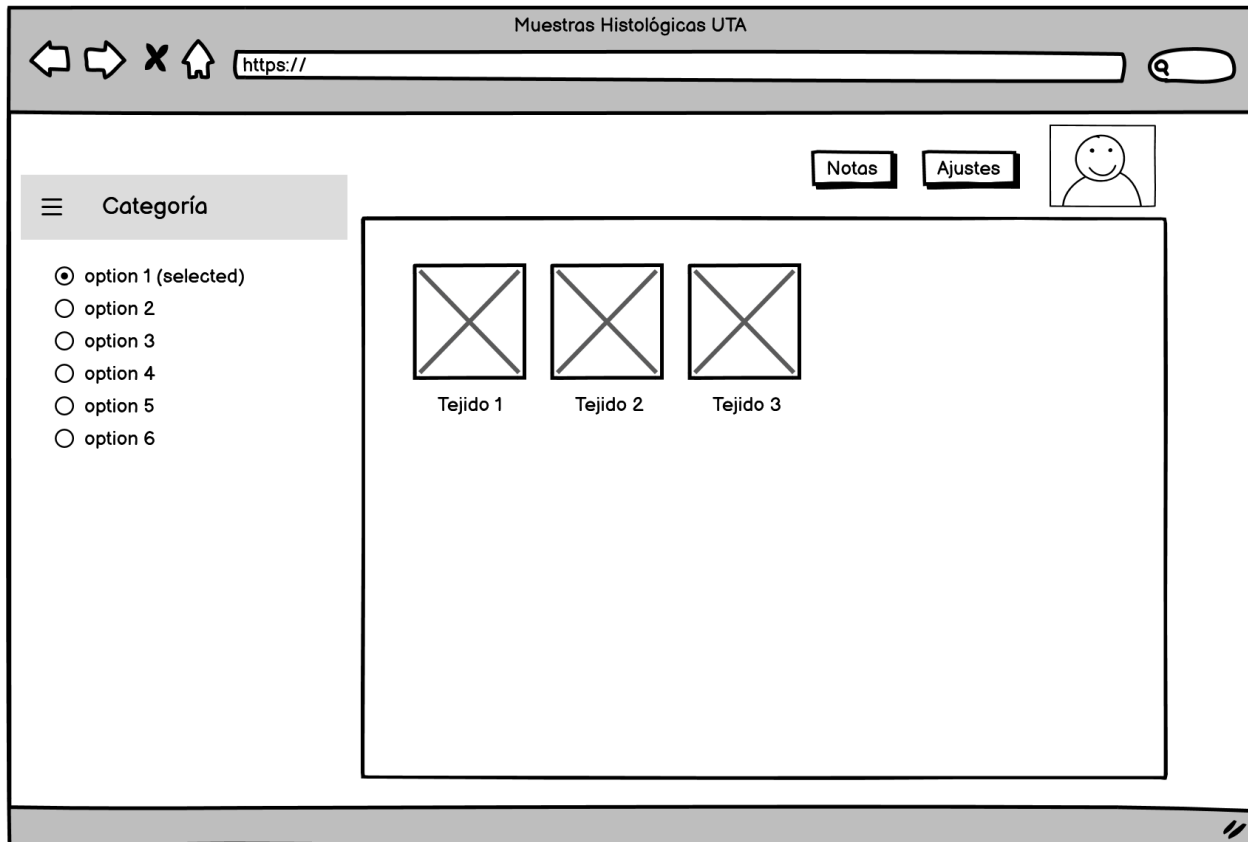 Muestras Histológicas UTA
https://
Notas
Ajustes
Categoría
option 1 (selected)
option 2
option 3
option 4
option 5
option 6
Tejido 1
Tejido 2
Tejido 3